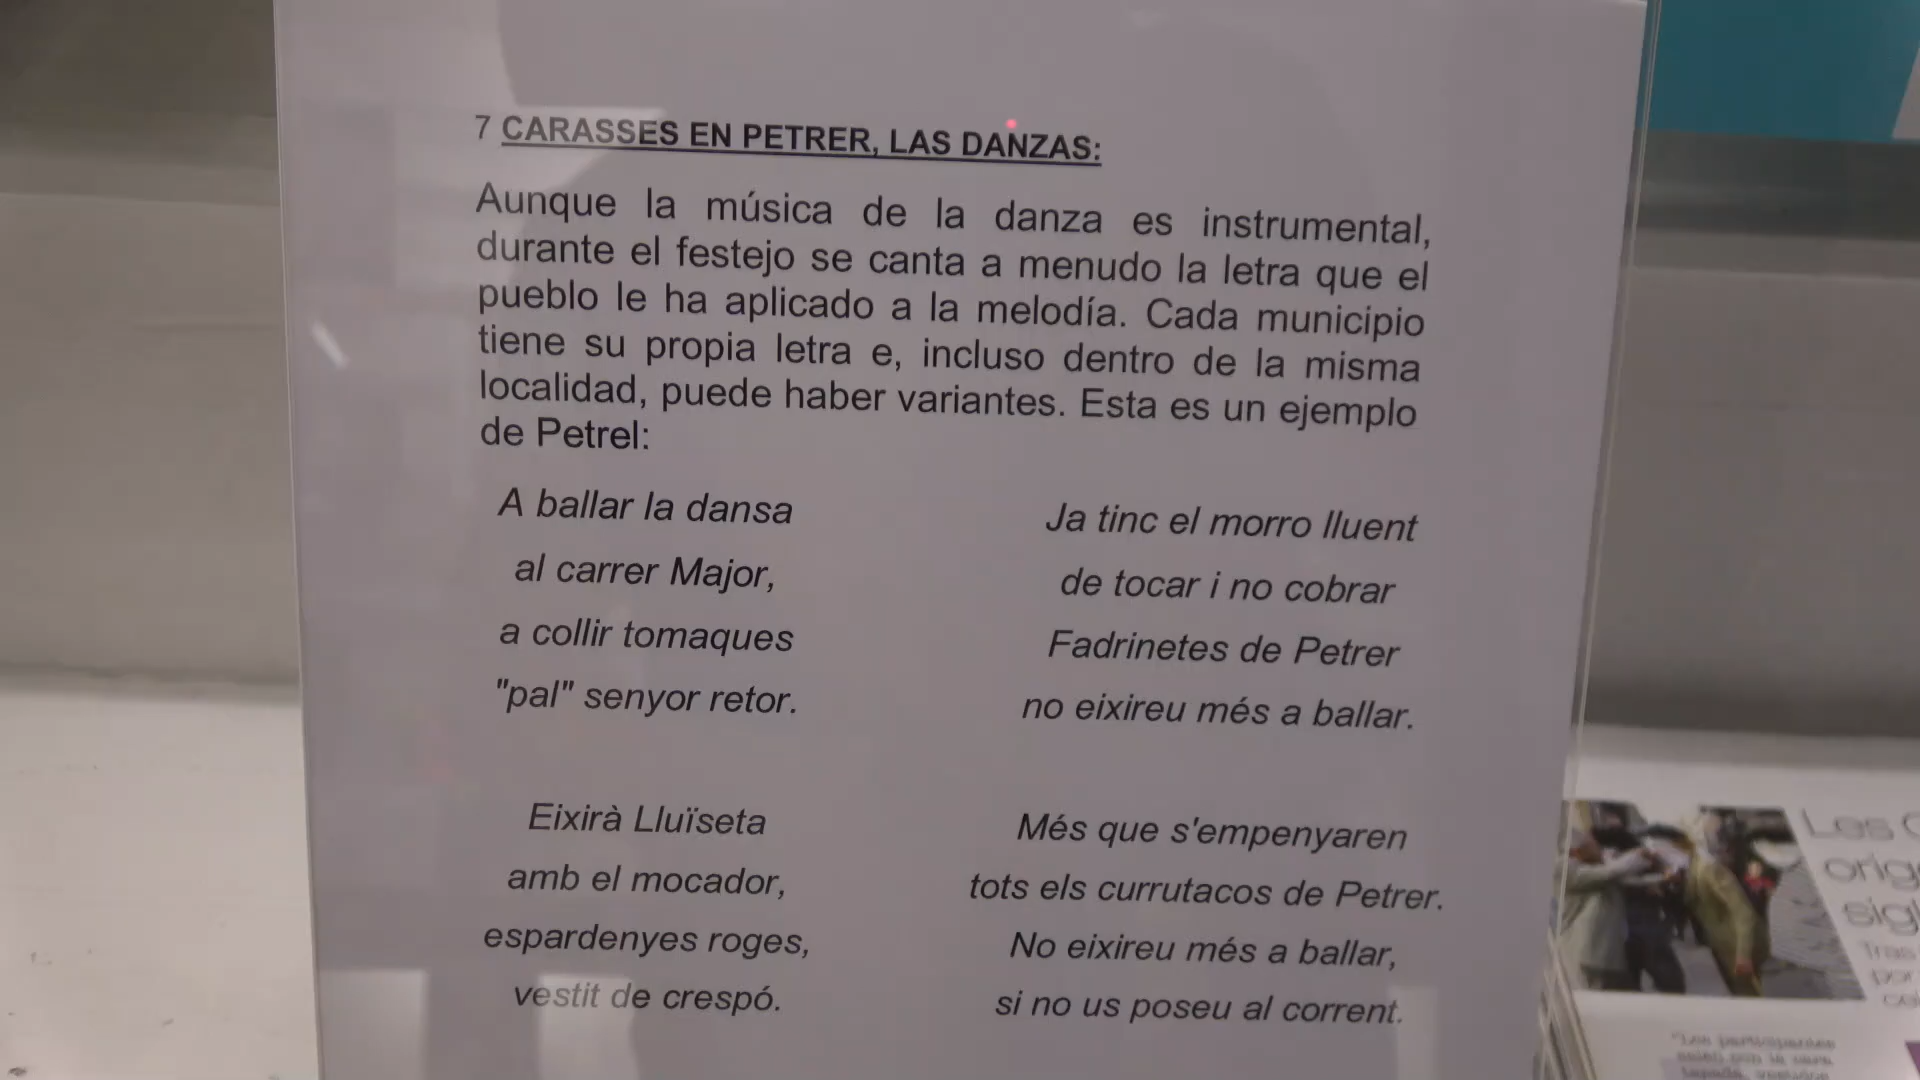 7 CARASSES EN PETRER, LAS DANZAS:
Aunque la música de la danza es instrumental,
durante el festejo se canta a menudo la letra que el
pueblo le ha aplicado a la melodía. Cada municipio
tiene su propia letra e, incluso dentro de la misma
localidad, puede haber variantes. Esta es un ejemplo
de Petrel:
A ballar la dansa
al carrer Major,
a collir tomaques
"pal" senyor retor.
Eixirà Lluïseta
amb el mocador,
espardenyes roges,
vestit de crespó.
Ja tinc el morro lluent
de tocar i no cobrar
Fadrinetes de Petrer
no eixireu més a ballar.
Més que s'empenyaren
tots els currutacos de Petrer.
No eixireu més a ballar,
si no us poseu al corrent.
Les
Tras
por
"Los participantes